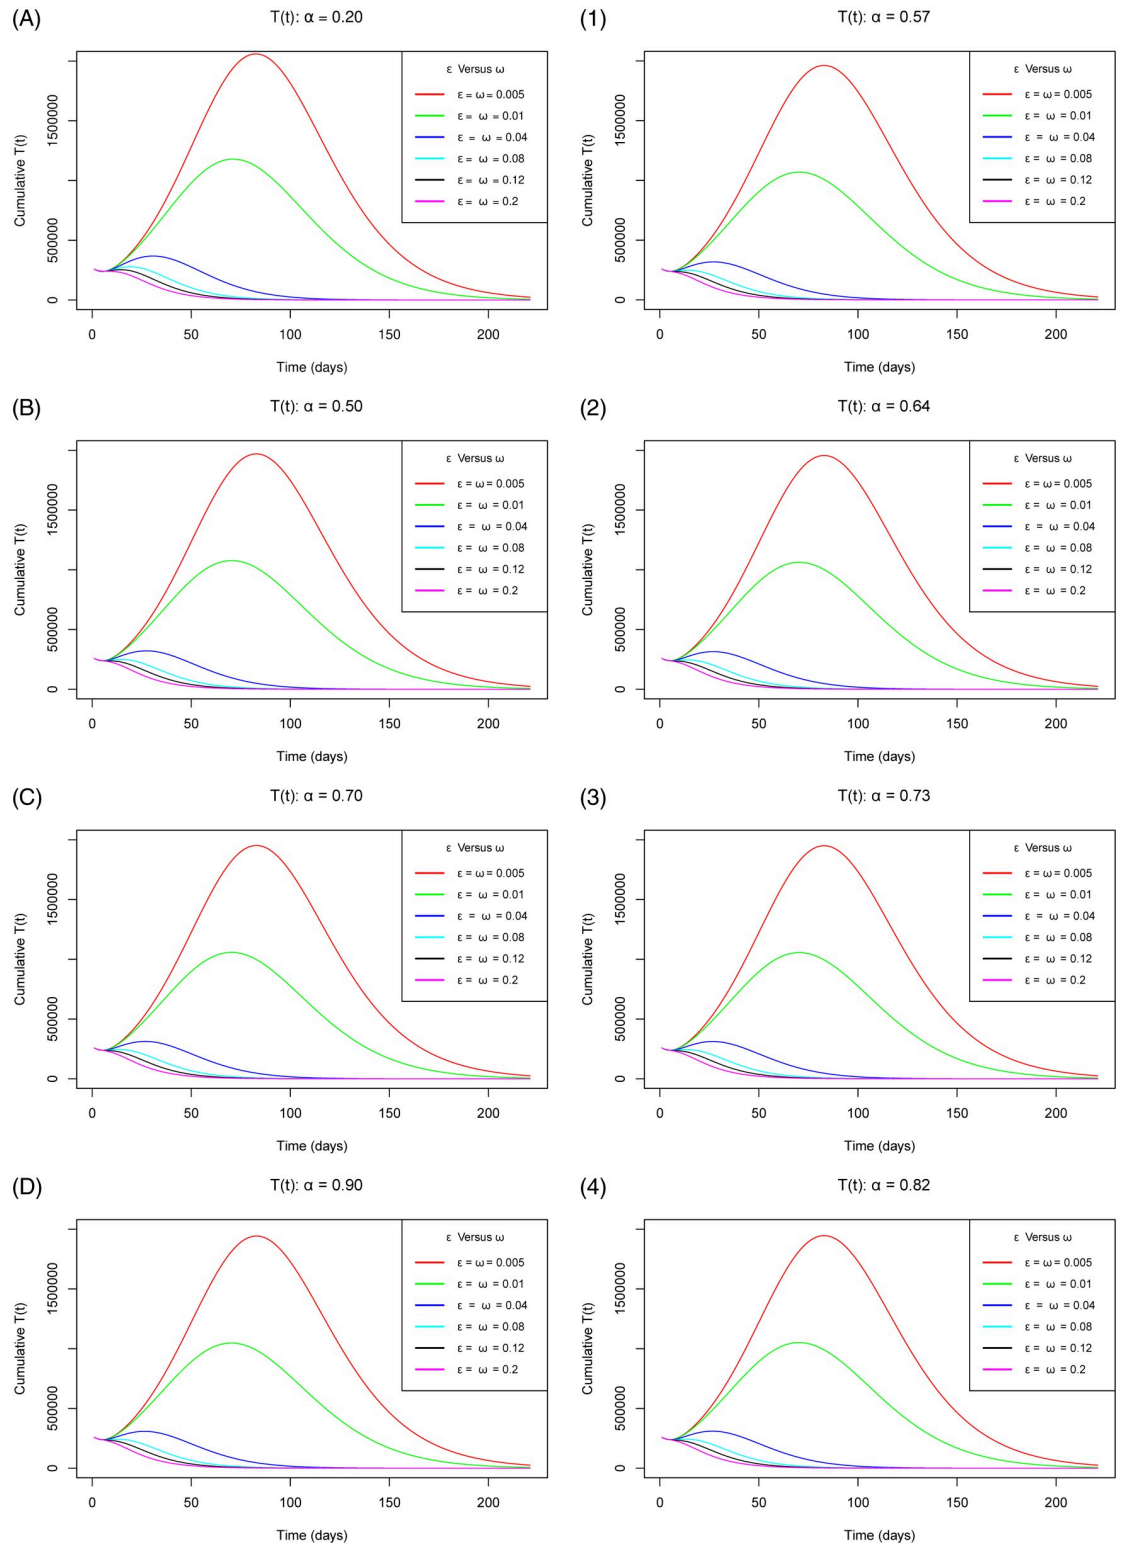 (A)
T(t): α = 0.20
Cumulative T(t)
0
500000
1500000
ε Versus ω
ε = ω = 0.005
ε = ω = 0.01
ε = ω = 0.04
ε = ω = 0.08
ε = ω = 0.12
ε = ω = 0.2
0 50 100 150 200
Time (days)
(1)
T(t): α = 0.57
Cumulative T(t)
0
500000
1500000
ε Versus ω
ε = ω = 0.005
ε = ω = 0.01
ε = ω = 0.04
ε = ω = 0.08
ε = ω = 0.12
ε = ω = 0.2
0 50 100 150 200
Time (days)
(B)
T(t): α = 0.50
Cumulative T(t)
0
500000
1500000
ε Versus ω
ε = ω = 0.005
ε = ω = 0.01
ε = ω = 0.04
ε = ω = 0.08
ε = ω = 0.12
ε = ω = 0.2
0 50 100 150 200
Time (days)
(2)
T(t): α = 0.64
Cumulative T(t)
0
500000
1500000
ε Versus ω
ε = ω = 0.005
ε = ω = 0.01
ε = ω = 0.04
ε = ω = 0.08
ε = ω = 0.12
ε = ω = 0.2
0 50 100 150 200
Time (days)
(C)
T(t): α = 0.70
Cumulative T(t)
0
500000
1500000
ε Versus ω
ε = ω = 0.005
ε = ω = 0.01
ε = ω = 0.04
ε = ω = 0.08
ε = ω = 0.12
ε = ω = 0.2
0 50 100 150 200
Time (days)
(3)
T(t): α = 0.73
Cumulative T(t)
0
500000
1500000
ε Versus ω
ε = ω = 0.005
ε = ω = 0.01
ε = ω = 0.04
ε = ω = 0.08
ε = ω = 0.12
ε = ω = 0.2
0 50 100 150 200
Time (days)
(D)
T(t): α = 0.90
Cumulative T(t)
0
500000
1500000
ε Versus ω
ε = ω = 0.005
ε = ω = 0.01
ε = ω = 0.04
ε = ω = 0.08
ε = ω = 0.12
ε = ω = 0.2
0 50 100 150 200
Time (days)
(4)
T(t): α = 0.82
Cumulative T(t)
0
500000
1500000
ε Versus ω
ε = ω = 0.005
ε = ω = 0.01
ε = ω = 0.04
ε = ω = 0.08
ε = ω = 0.12
ε = ω = 0.2
0 50 100 150 200
Time (days)